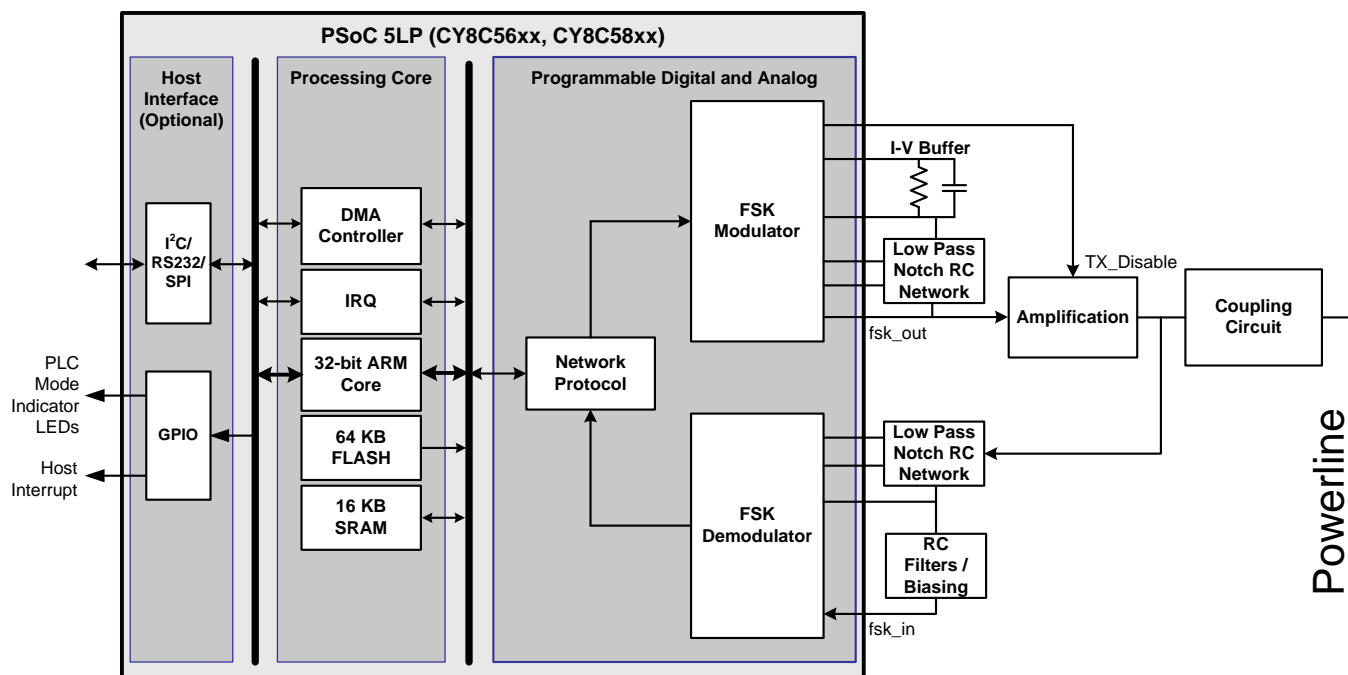 PSoC 5LP (CY8C56xx, CY8C58xx)
Host
Interface
(Optional)
Processing Core
Programmable Digital and Analog
I²C/
RS232/
SPI
GPIO
PLC
Mode
Indicator
LEDs
Host
Interrupt
DMA
Controller
IRQ
32-bit ARM
Core
64 KB
FLASH
16 KB
SRAM
Network
Protocol
FSK
Modulator
FSK
Demodulator
I-V Buffer
Low Pass
Notch RC
Network
fsk_out
TX_Disable
Amplification
Coupling
Circuit
Low Pass
Notch RC
Network
RC
Filters /
Biasing
fsk_in
Powerline